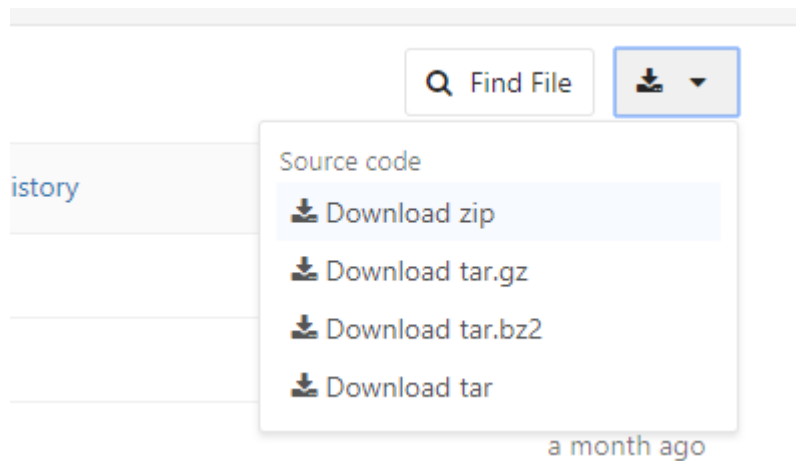 Find File
Source code
istory
Download zip
Download tar.gz
Download tar.bz2
Download tar
a month ago